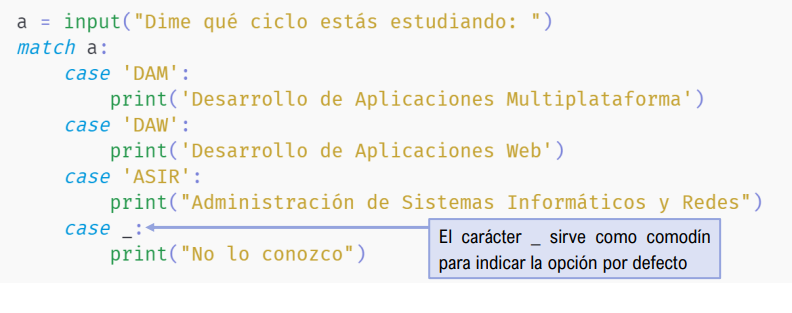 a = input("Dime qué ciclo estás estudiando: ")
match a:
    case 'DAM':
        print('Desarrollo de Aplicaciones Multiplataforma')
    case 'DAW':
        print('Desarrollo de Aplicaciones Web')
    case 'ASIR':
        print("Administración de Sistemas Informáticos y Redes")
    case _:
        print("No lo conozco")
El carácter _ sirve como comodín
para indicar la opción por defecto